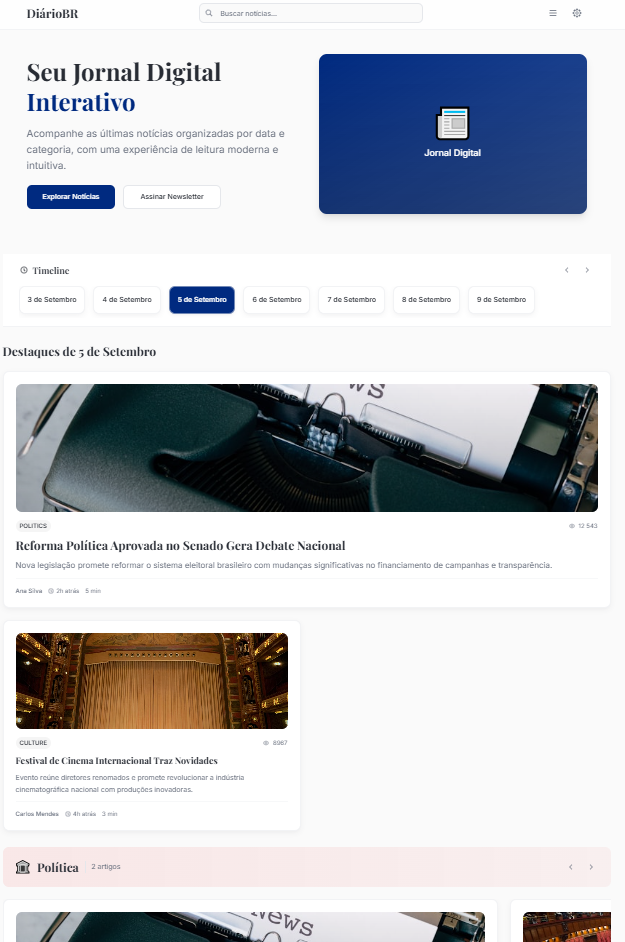 DiárioBR
Buscar notícias...
Seu Jornal Digital
Interativo
Acompanhe as últimas notícias organizadas por data e
categoria, com uma experiência de leitura moderna e
intuitiva.
Explorar Notícias
Assinar Newsletter
Jornal Digital
Timeline
3 de Setembro
4 de Setembro
5 de Setembro
6 de Setembro
7 de Setembro
8 de Setembro
9 de Setembro
Destaques de 5 de Setembro
WS
POLITICS
12 543
Reforma Política Aprovada no Senado Gera Debate Nacional
Nova legislação promete reformar o sistema eleitoral brasileiro com mudanças significativas no financiamento de campanhas e transparência.
Ana Silva 2h atrás 5 min
CULTURE
8967
Festival de Cinema Internacional Traz Novidades
Evento reúne diretores renomados e promete revolucionar a indústria
cinematográfica nacional com produções inovadoras.
Carlos Mendes 4h atrás 3 min
Política
2 artigos
News